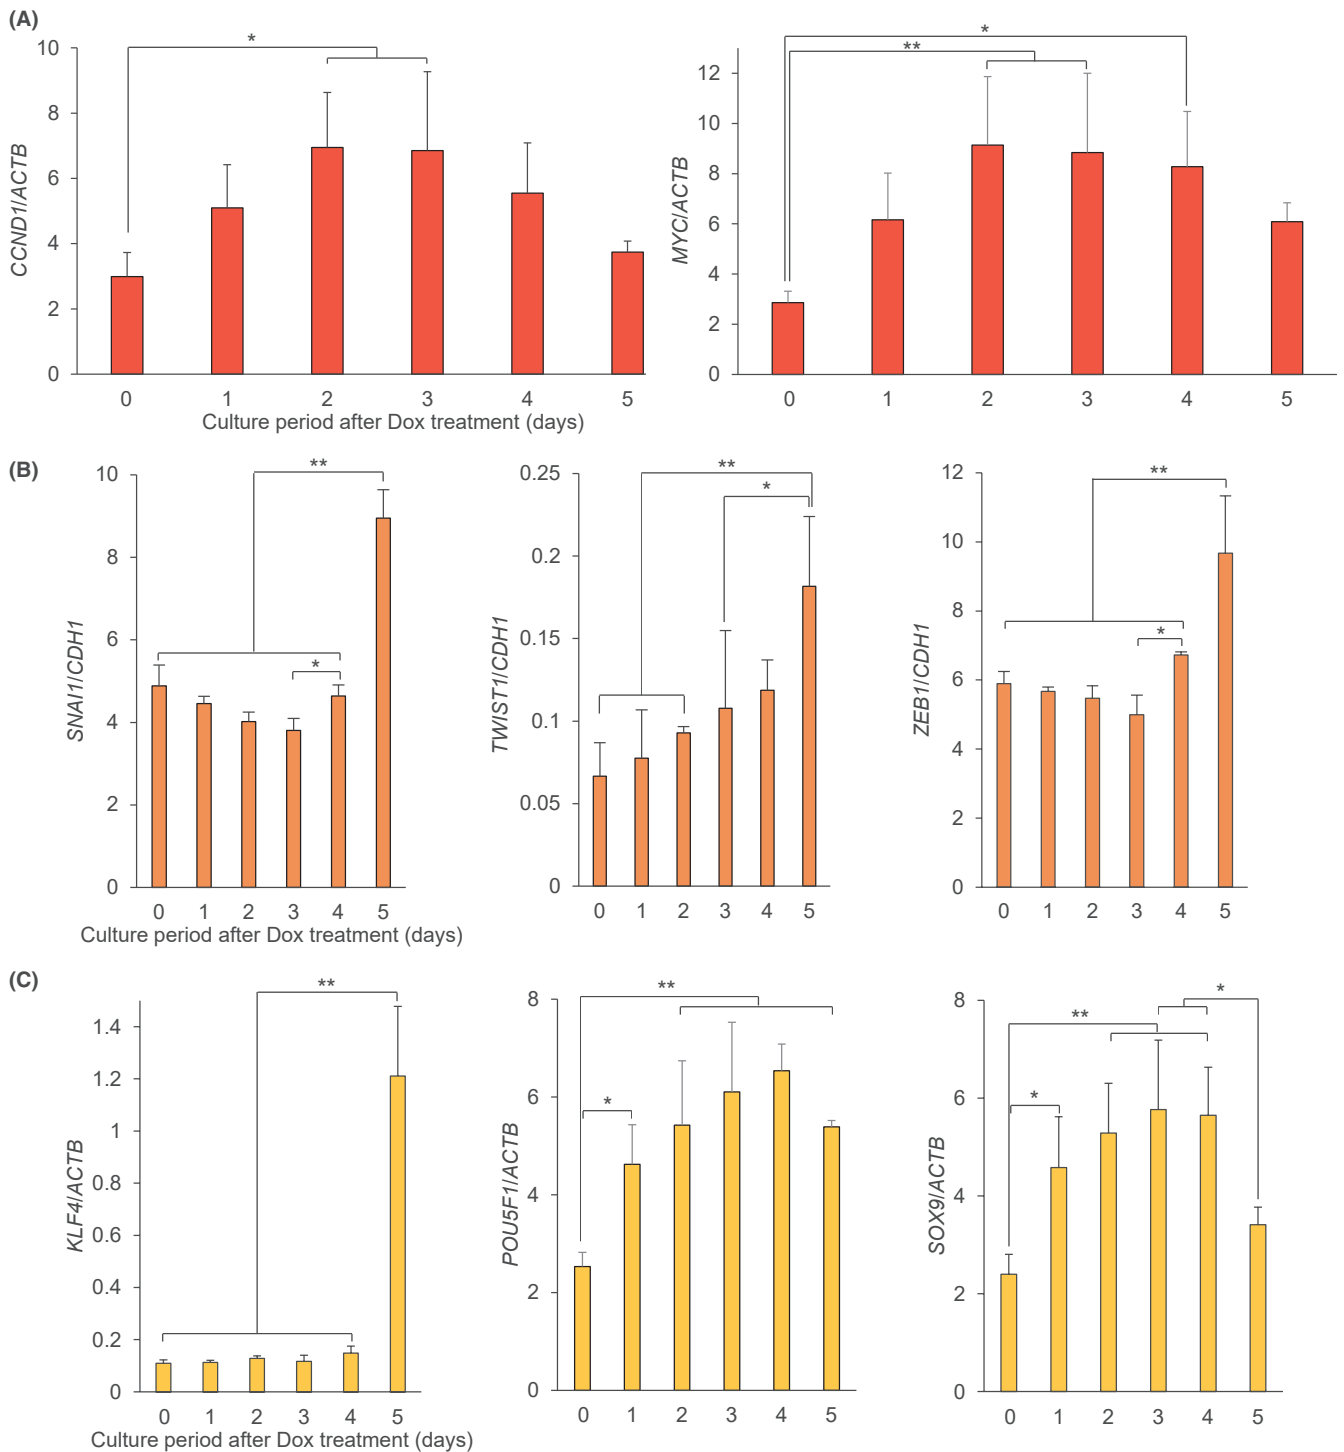 (A)
*
10
8
6
4
2
0
CCND1/ACTB
0 1 2 3 4 5
Culture period after Dox treatment (days)
*
**
12
10
8
6
4
2
0
MYC/ACTB
0 1 2 3 4 5
(B)
**
*
10
8
6
4
2
0
SNAI1/CDH1
0 1 2 3 4 5
Culture period after Dox treatment (days)
**
*
0.25
0.2
0.15
0.1
0.05
0
TWIST1/CDH1
0 1 2 3 4 5
**
*
12
10
8
6
4
2
0
ZEB1/CDH1
0 1 2 3 4 5
(C)
**
1.4
1.2
1
0.8
0.6
0.4
0.2
0
KLF4/ACTB
0 1 2 3 4 5
Culture period after Dox treatment (days)
**
*
8
6
4
2
0
POU5F1/ACTB
0 1 2 3 4 5
*
**
*
8
6
4
2
0
SOX9/ACTB
0 1 2 3 4 5